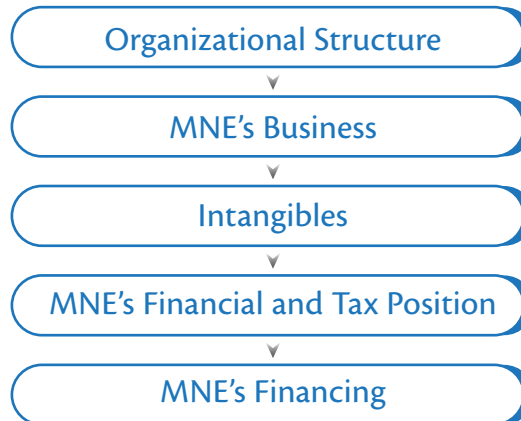 Organizational Structure
MNE’s Business
Intangibles
MNE’s Financial and Tax Position
MNE’s Financing